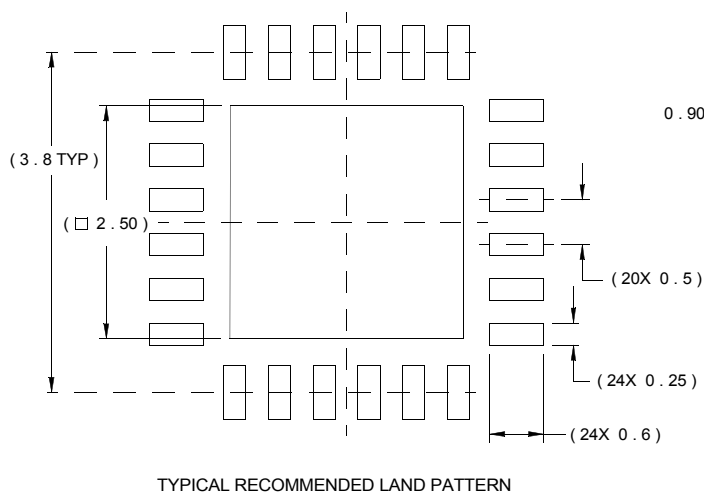 0 . 90
( 3 . 8 TYP )
( □ 2 . 50 )
( 20X 0 . 5 )
( 24X 0 . 25 )
( 24X 0 . 6 )
TYPICAL RECOMMENDED LAND PATTERN